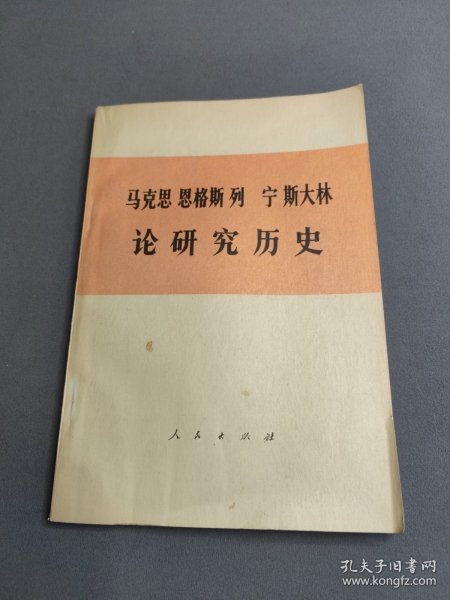 马克思 恩格斯 列 宁 斯大林
论研究历史
人民出版社
孔夫子旧书网
www.kongfz.com